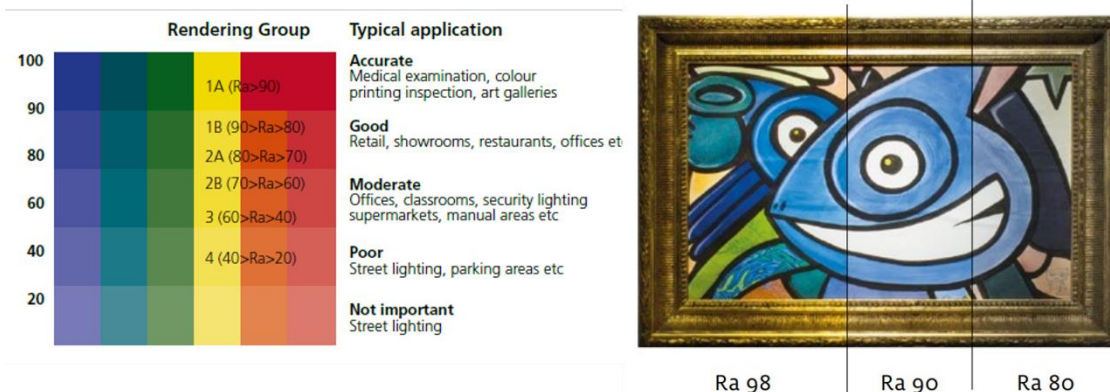 Rendering Group
Typical application
100
90
80
60
40
20
1A (Ra>90)
1B (90>Ra>80)
2A (80>Ra>70)
2B (70>Ra>60)
3 (60>Ra>40)
4 (40>Ra>20)
Accurate
Medical examination, colour
printing inspection, art galleries
Good
Retail, showrooms, restaurants, offices et
Moderate
Offices, classrooms, security lighting
supermarkets, manual areas etc
Poor
Street lighting, parking areas etc
Not important
Street lighting
Ra 98
Ra 90
Ra 80